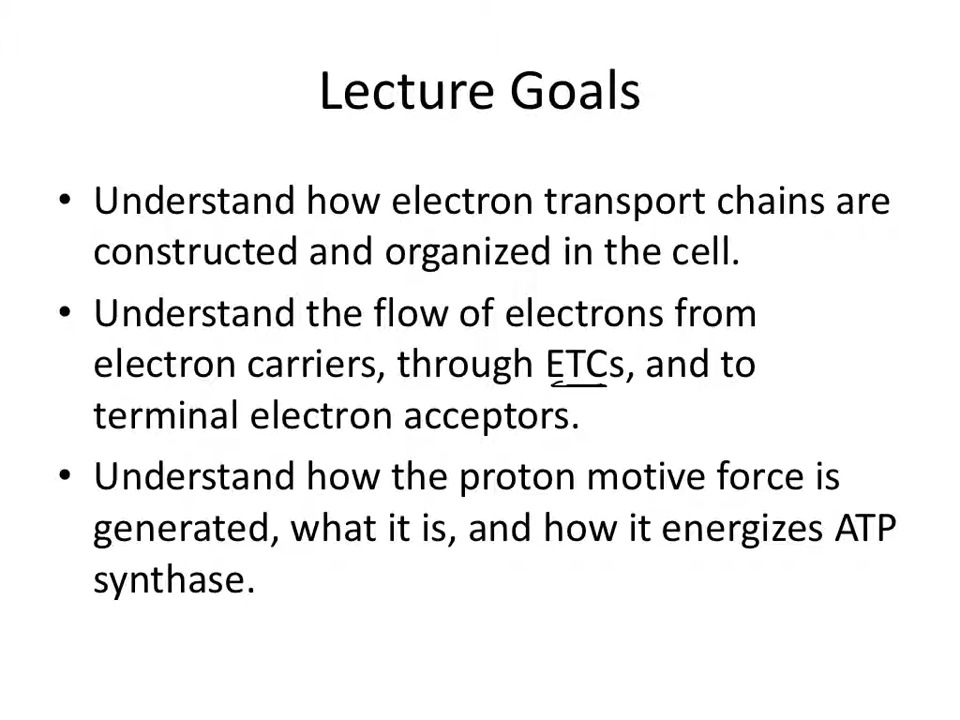 Lecture Goals
• Understand how electron transport chains are
constructed and organized in the cell.
• Understand the flow of electrons from
electron carriers, through ETCs, and to
terminal electron acceptors.
• Understand how the proton motive force is
generated, what it is, and how it energizes ATP
synthase.